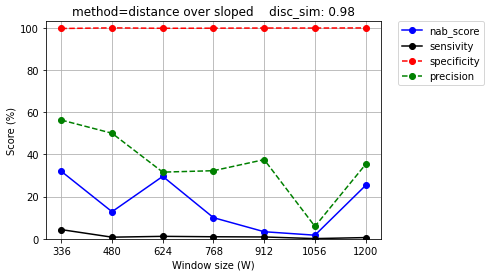 method=distance over sloped    disc_sim: 0.98
Score (%)
100
80
60
40
20
0
336 480 624 768 912 1056 1200
Window size (W)
nab_score
sensivity
specificity
precision